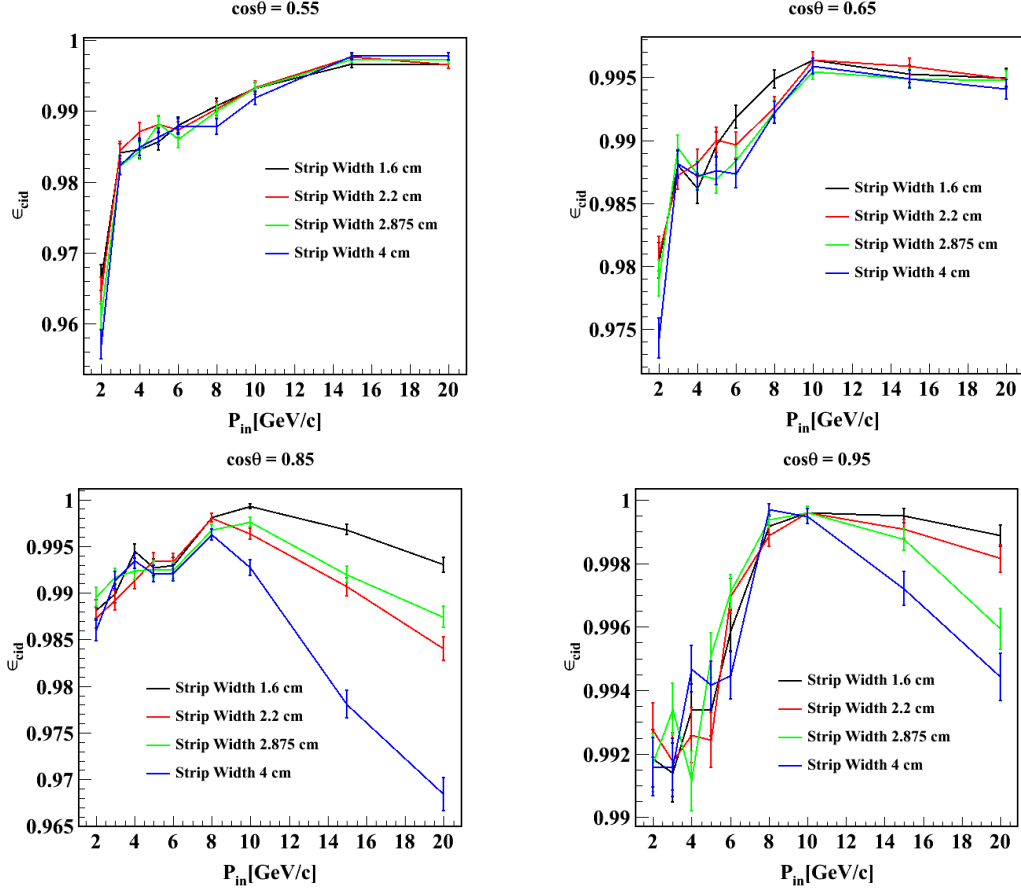 cosθ = 0.55
1
0.99
0.98
0.97
0.96
ϵcid
Strip Width 1.6 cm
Strip Width 2.2 cm
Strip Width 2.875 cm
Strip Width 4 cm
2 4 6 8 10 12 14 16 18 20
Pin[GeV/c]
cosθ = 0.65
0.995
0.99
0.985
0.98
0.975
ϵcid
Strip Width 1.6 cm
Strip Width 2.2 cm
Strip Width 2.875 cm
Strip Width 4 cm
2 4 6 8 10 12 14 16 18 20
Pin[GeV/c]
cosθ = 0.85
1
0.995
0.99
0.985
0.98
0.975
0.97
0.965
ϵcid
Strip Width 1.6 cm
Strip Width 2.2 cm
Strip Width 2.875 cm
Strip Width 4 cm
2 4 6 8 10 12 14 16 18 20
Pin[GeV/c]
cosθ = 0.95
1
0.998
0.996
0.994
0.992
0.99
ϵcid
Strip Width 1.6 cm
Strip Width 2.2 cm
Strip Width 2.875 cm
Strip Width 4 cm
2 4 6 8 10 12 14 16 18 20
Pin[GeV/c]